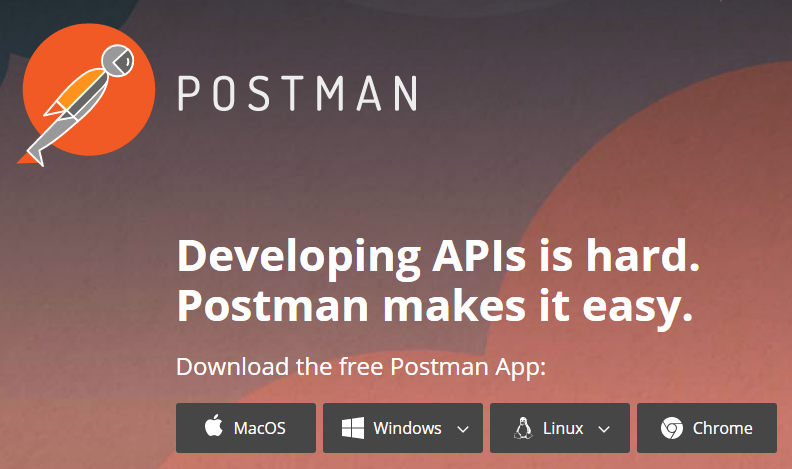 POSTMAN
Developing APIs is hard.
Postman makes it easy.
Download the free Postman App:
MacOS Windows Linux Chrome